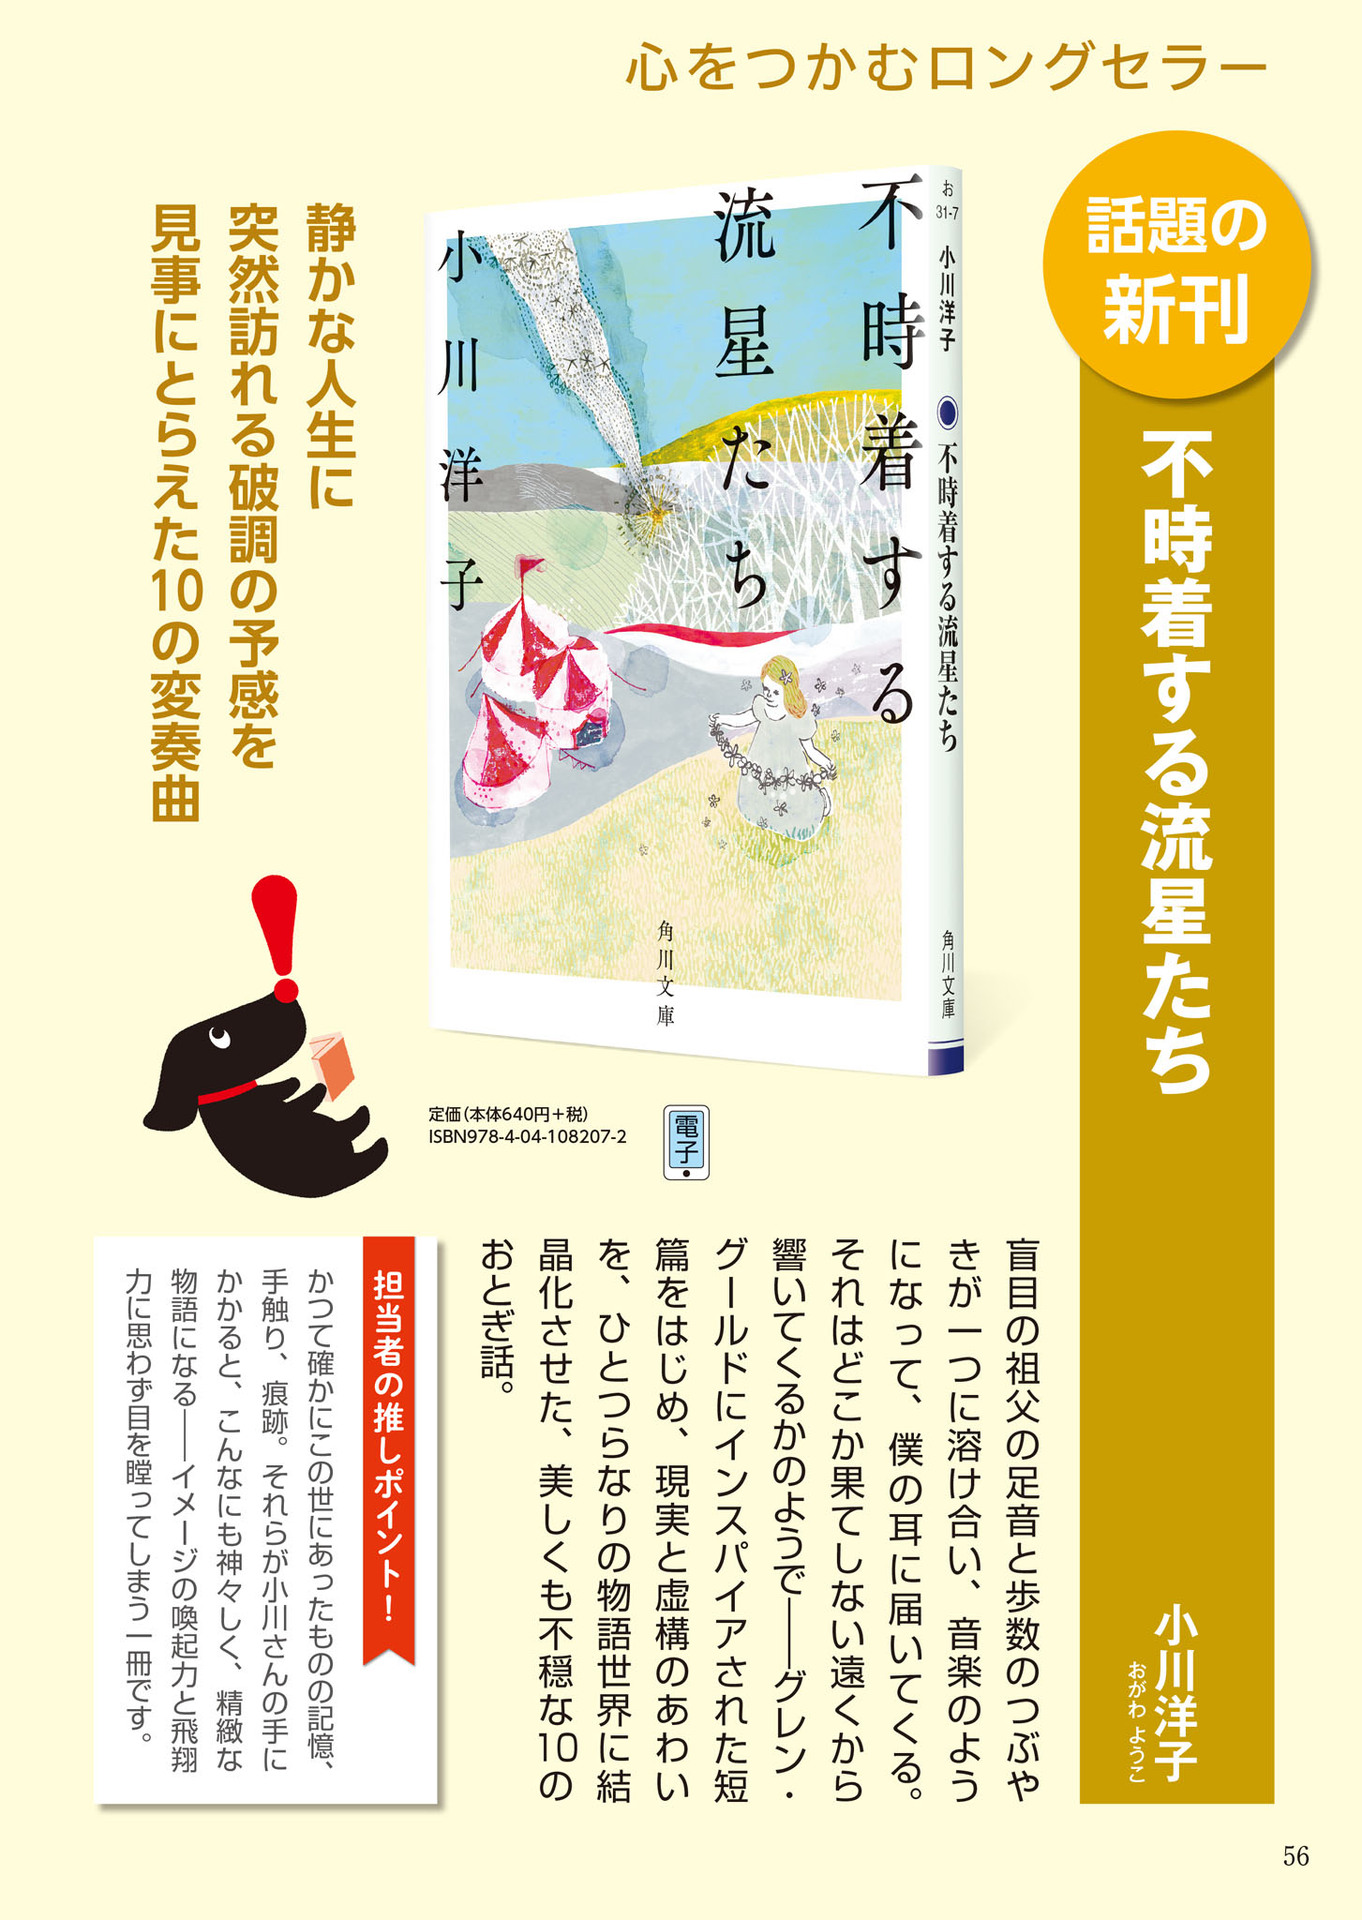 心をつかむロングセラー
話題の
新刊
不時着する流星たち
小川洋子
おがわ ようこ
お
31-7
小川洋子
不時着する流星たち
角川文庫
不時着する
流星たち
小川洋子
角川文庫
静かな人生に
突然訪れる破調の予感を
見事にとらえた10の変奏曲
定価(本体640円+税)
ISBN978-4-04-108207-2
電子
盲目の祖父の足音と歩数のつぶや
きが一つに溶け合い、音楽のよう
になって、僕の耳に届いてくる。
それはどこか果てしない遠くから
響いてくるかのようで――グレン・
グールドにインスパイアされた短
篇をはじめ、現実と虚構のあわい
を、ひとつらなりの物語世界に結
晶化させた、美しくも不穏な10の
おとぎ話。
担当者の推しポイント!
かつて確かにこの世にあったものの記憶、
手触り、痕跡。それらが小川さんの手に
かかると、こんなにも神々しく、精緻な
物語になる――イメージの喚起力と飛翔
力に思わず目を瞠ってしまう一冊です。
56